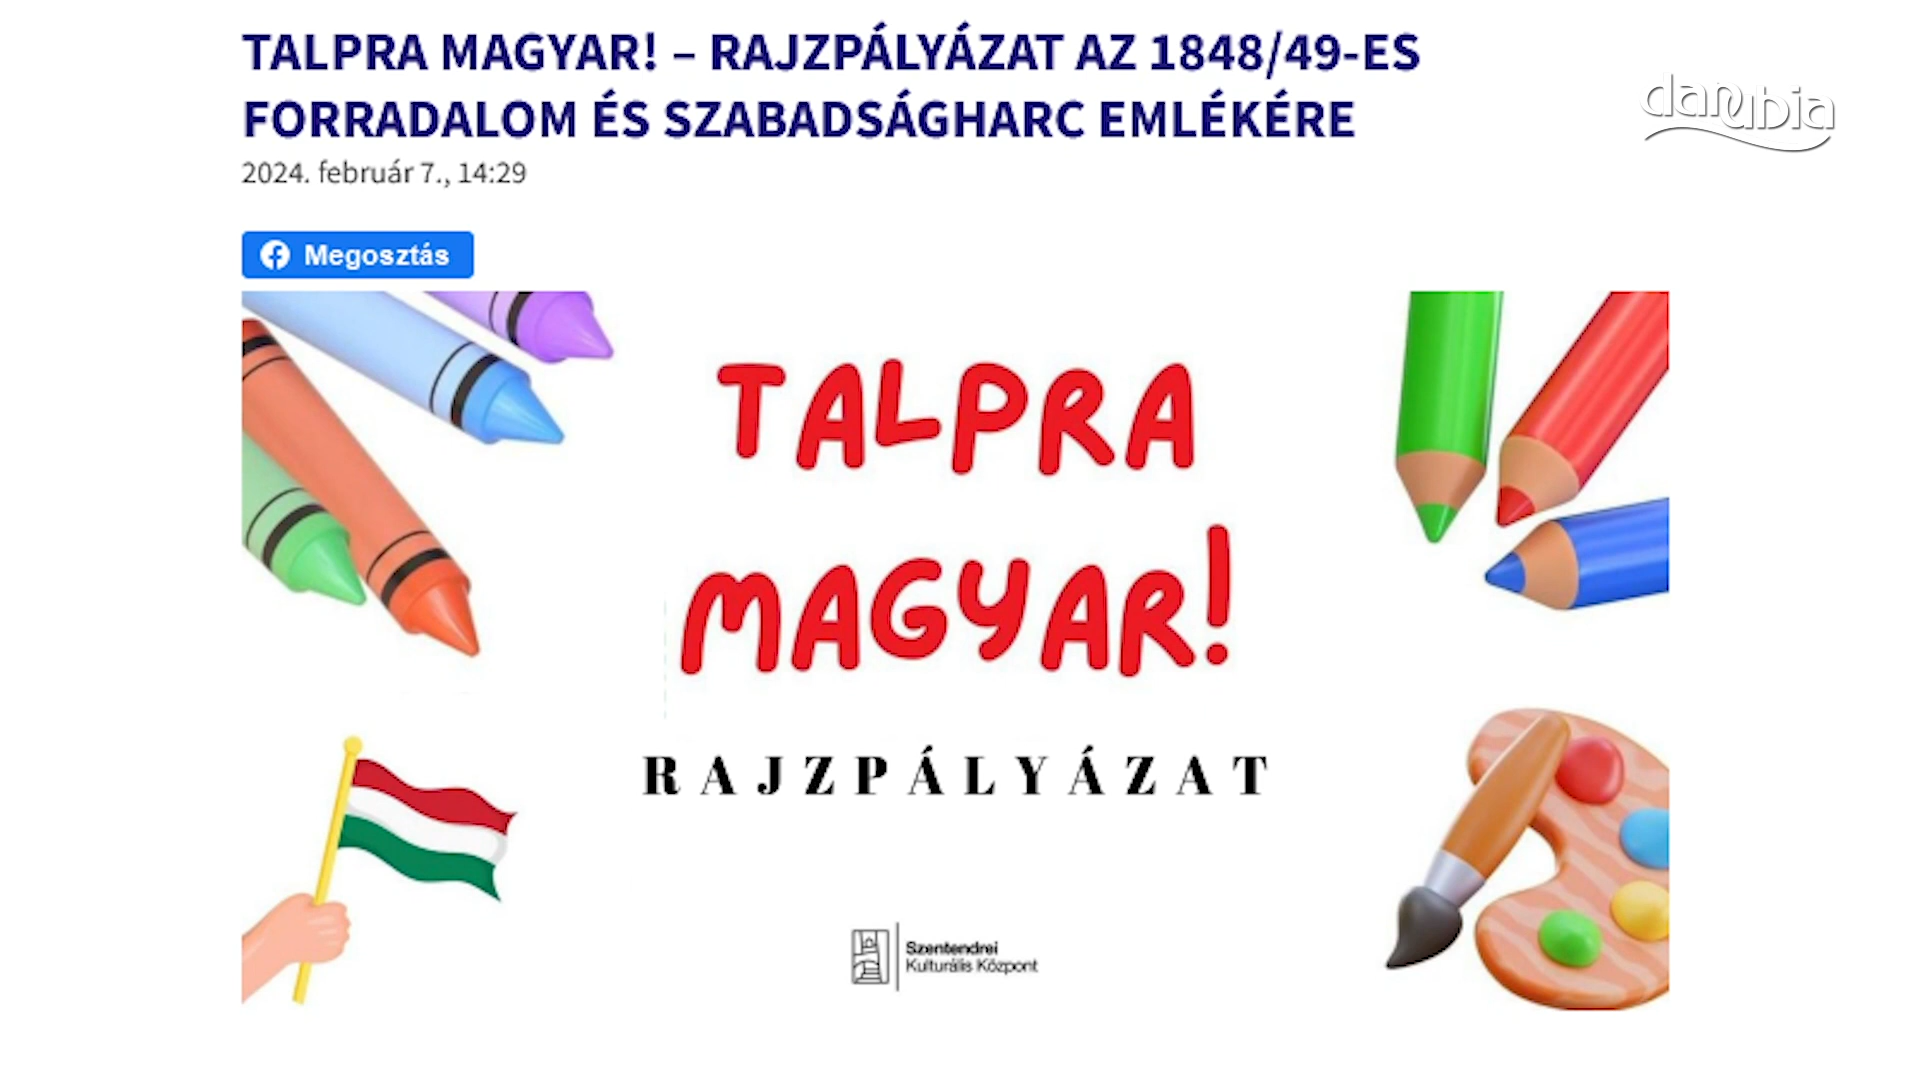 TALPRA MAGYAR! – RAJZPÁLYÁZAT AZ 1848/49-ES
FORRADALOM ÉS SZABADSÁGHARC EMLÉKÉRE
danubia
2024. február 7., 14:29
Megosztás
TALPRA
MAGYAR!
RAJZPÁLYÁZAT
Szentendrei
Kulturális Központ